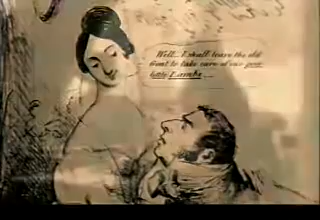 Well.. I shall leave the old
Goat to take care of our poor
little Lambs...